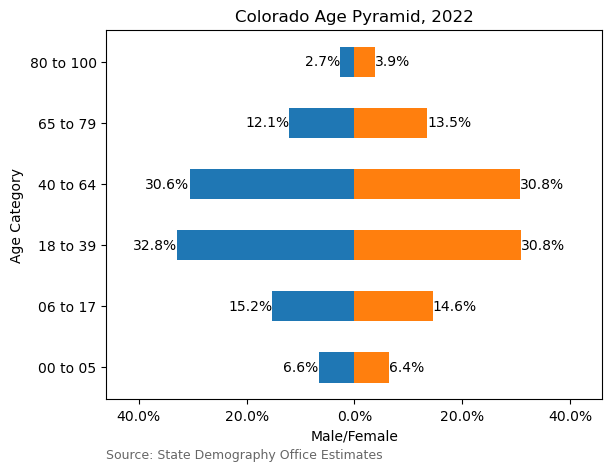 Colorado Age Pyramid, 2022
80 to 100 2.7% 3.9%
65 to 79 12.1% 13.5%
40 to 64 30.6% 30.8%
18 to 39 32.8% 30.8%
06 to 17 15.2% 14.6%
00 to 05 6.6% 6.4%
Age Category
40.0% 20.0% 0.0% 20.0% 40.0%
Male/Female
Source: State Demography Office Estimates